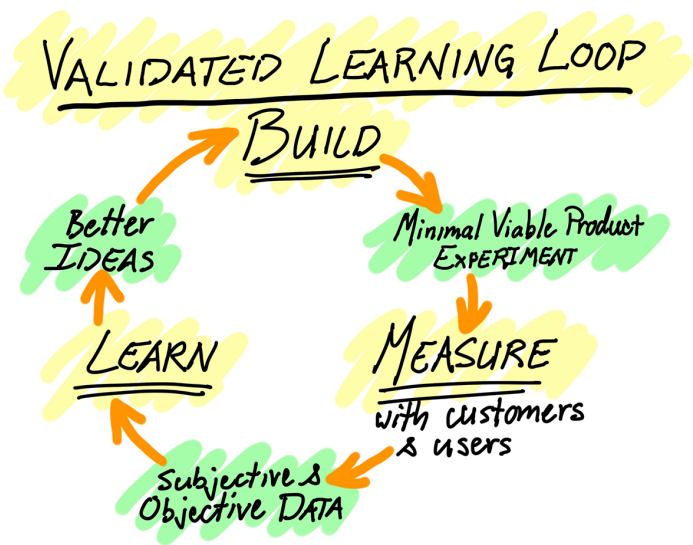 VALIDATED LEARNING LOOP
BUILD
Minimal Viable Product
EXPERIMENT
MEASURE
with customers
& users
Subjective &
Objective DATA
LEARN
Better
IDEAS